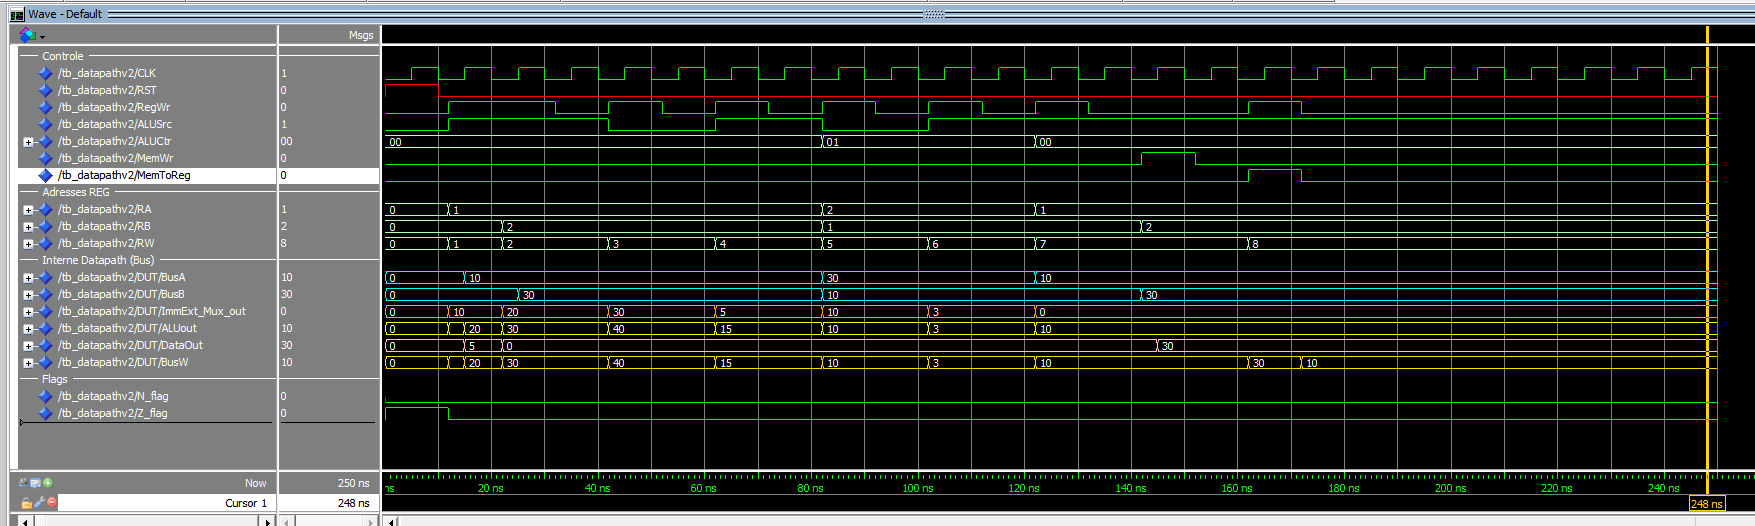 Wave - Default
Msgs
Controle
/tb_datapathv2/CLK 1
/tb_datapathv2/RST 0
/tb_datapathv2/RegWr 0
/tb_datapathv2/ALUSrc 1
/tb_datapathv2/ALUCtr 00 00 01 00
/tb_datapathv2/MemWr 0
/tb_datapathv2/MemToReg 0
Adresses REG
/tb_datapathv2/RA 1 0 1 2 1
/tb_datapathv2/RB 2 0 2 1 2
/tb_datapathv2/RW 8 0 1 2 3 4 5 6 7 8
Interne Datapath (Bus)
/tb_datapathv2/DUT/BusA 10 0 10 30 10
/tb_datapathv2/DUT/BusB 30 0 30 10 30
/tb_datapathv2/DUT/ImmExt_Mux_out 0 0 10 20 30 5 10 3 0
/tb_datapathv2/DUT/ALUout 10 0 20 30 40 15 10 3 10
/tb_datapathv2/DUT/DataOut 30 0 5 0 30
/tb_datapathv2/DUT/BusW 10 0 20 30 40 15 10 3 10 30 10
Flags
/tb_datapathv2/N_flag 0
/tb_datapathv2/Z_flag 0
Now 250 ns ns 20 ns 40 ns 60 ns 80 ns 100 ns 120 ns 140 ns 160 ns 180 ns 200 ns 220 ns 240 ns
Cursor 1 248 ns 248 ns